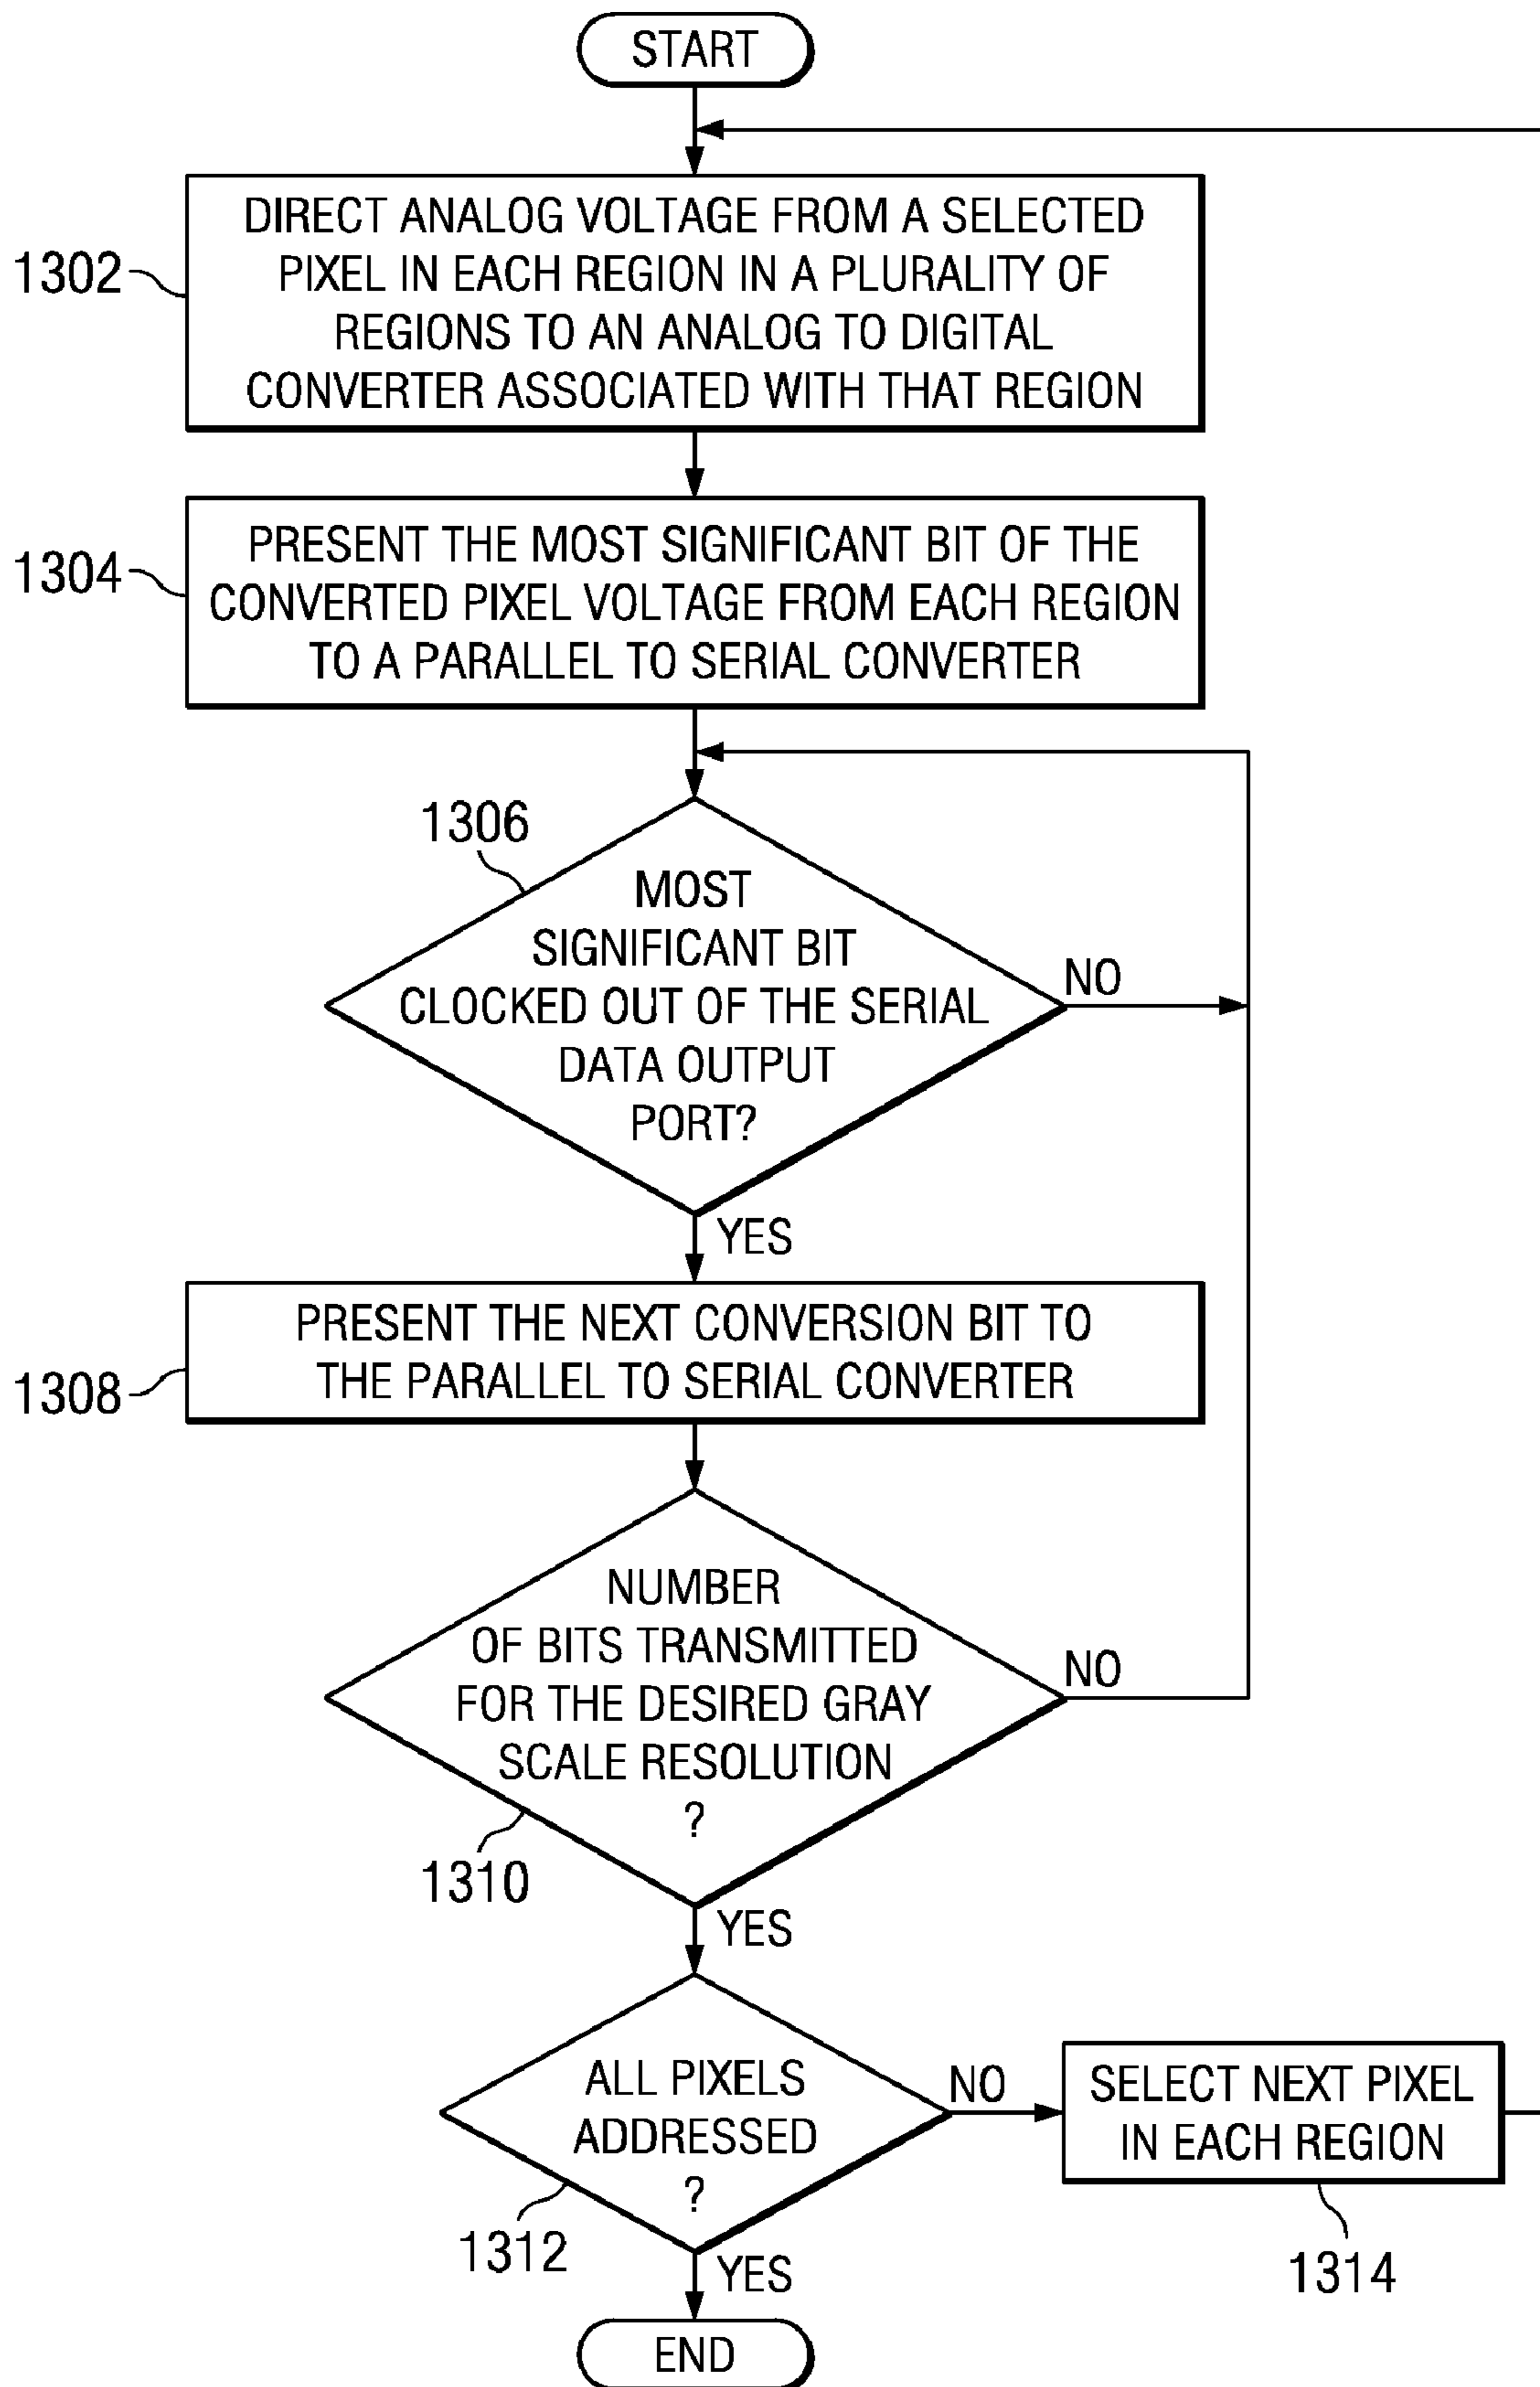 START
DIRECT ANALOG VOLTAGE FROM A SELECTED
PIXEL IN EACH REGION IN A PLURALITY OF
REGIONS TO AN ANALOG TO DIGITAL
CONVERTER ASSOCIATED WITH THAT REGION
1302
PRESENT THE MOST SIGNIFICANT BIT OF THE
CONVERTED PIXEL VOLTAGE FROM EACH REGION
TO A PARALLEL TO SERIAL CONVERTER
1304
1306
MOST
SIGNIFICANT BIT
CLOCKED OUT OF THE SERIAL
DATA OUTPUT
PORT?
NO
YES
PRESENT THE NEXT CONVERSION BIT TO
THE PARALLEL TO SERIAL CONVERTER
1308
NUMBER
OF BITS TRANSMITTED
FOR THE DESIRED GRAY
SCALE RESOLUTION
?
NO
1310
YES
ALL PIXELS
ADDRESSED
?
NO
SELECT NEXT PIXEL
IN EACH REGION
1312
1314
YES
END